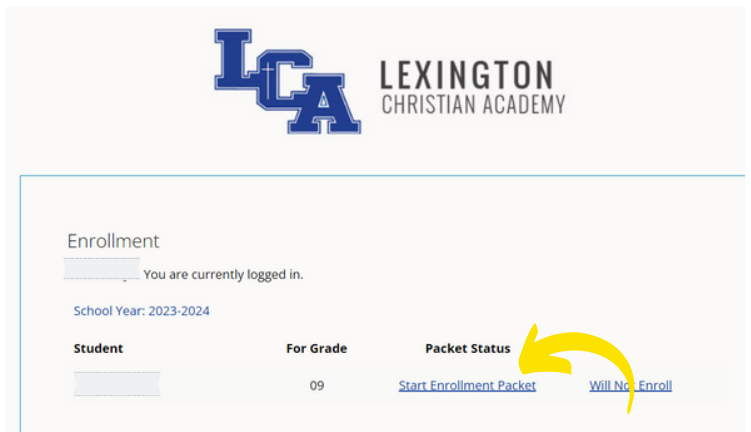 LCA
LEXINGTON
CHRISTIAN ACADEMY
Enrollment
You are currently logged in.
School Year: 2023-2024
Student For Grade Packet Status
09 Start Enrollment Packet Will Not Enroll